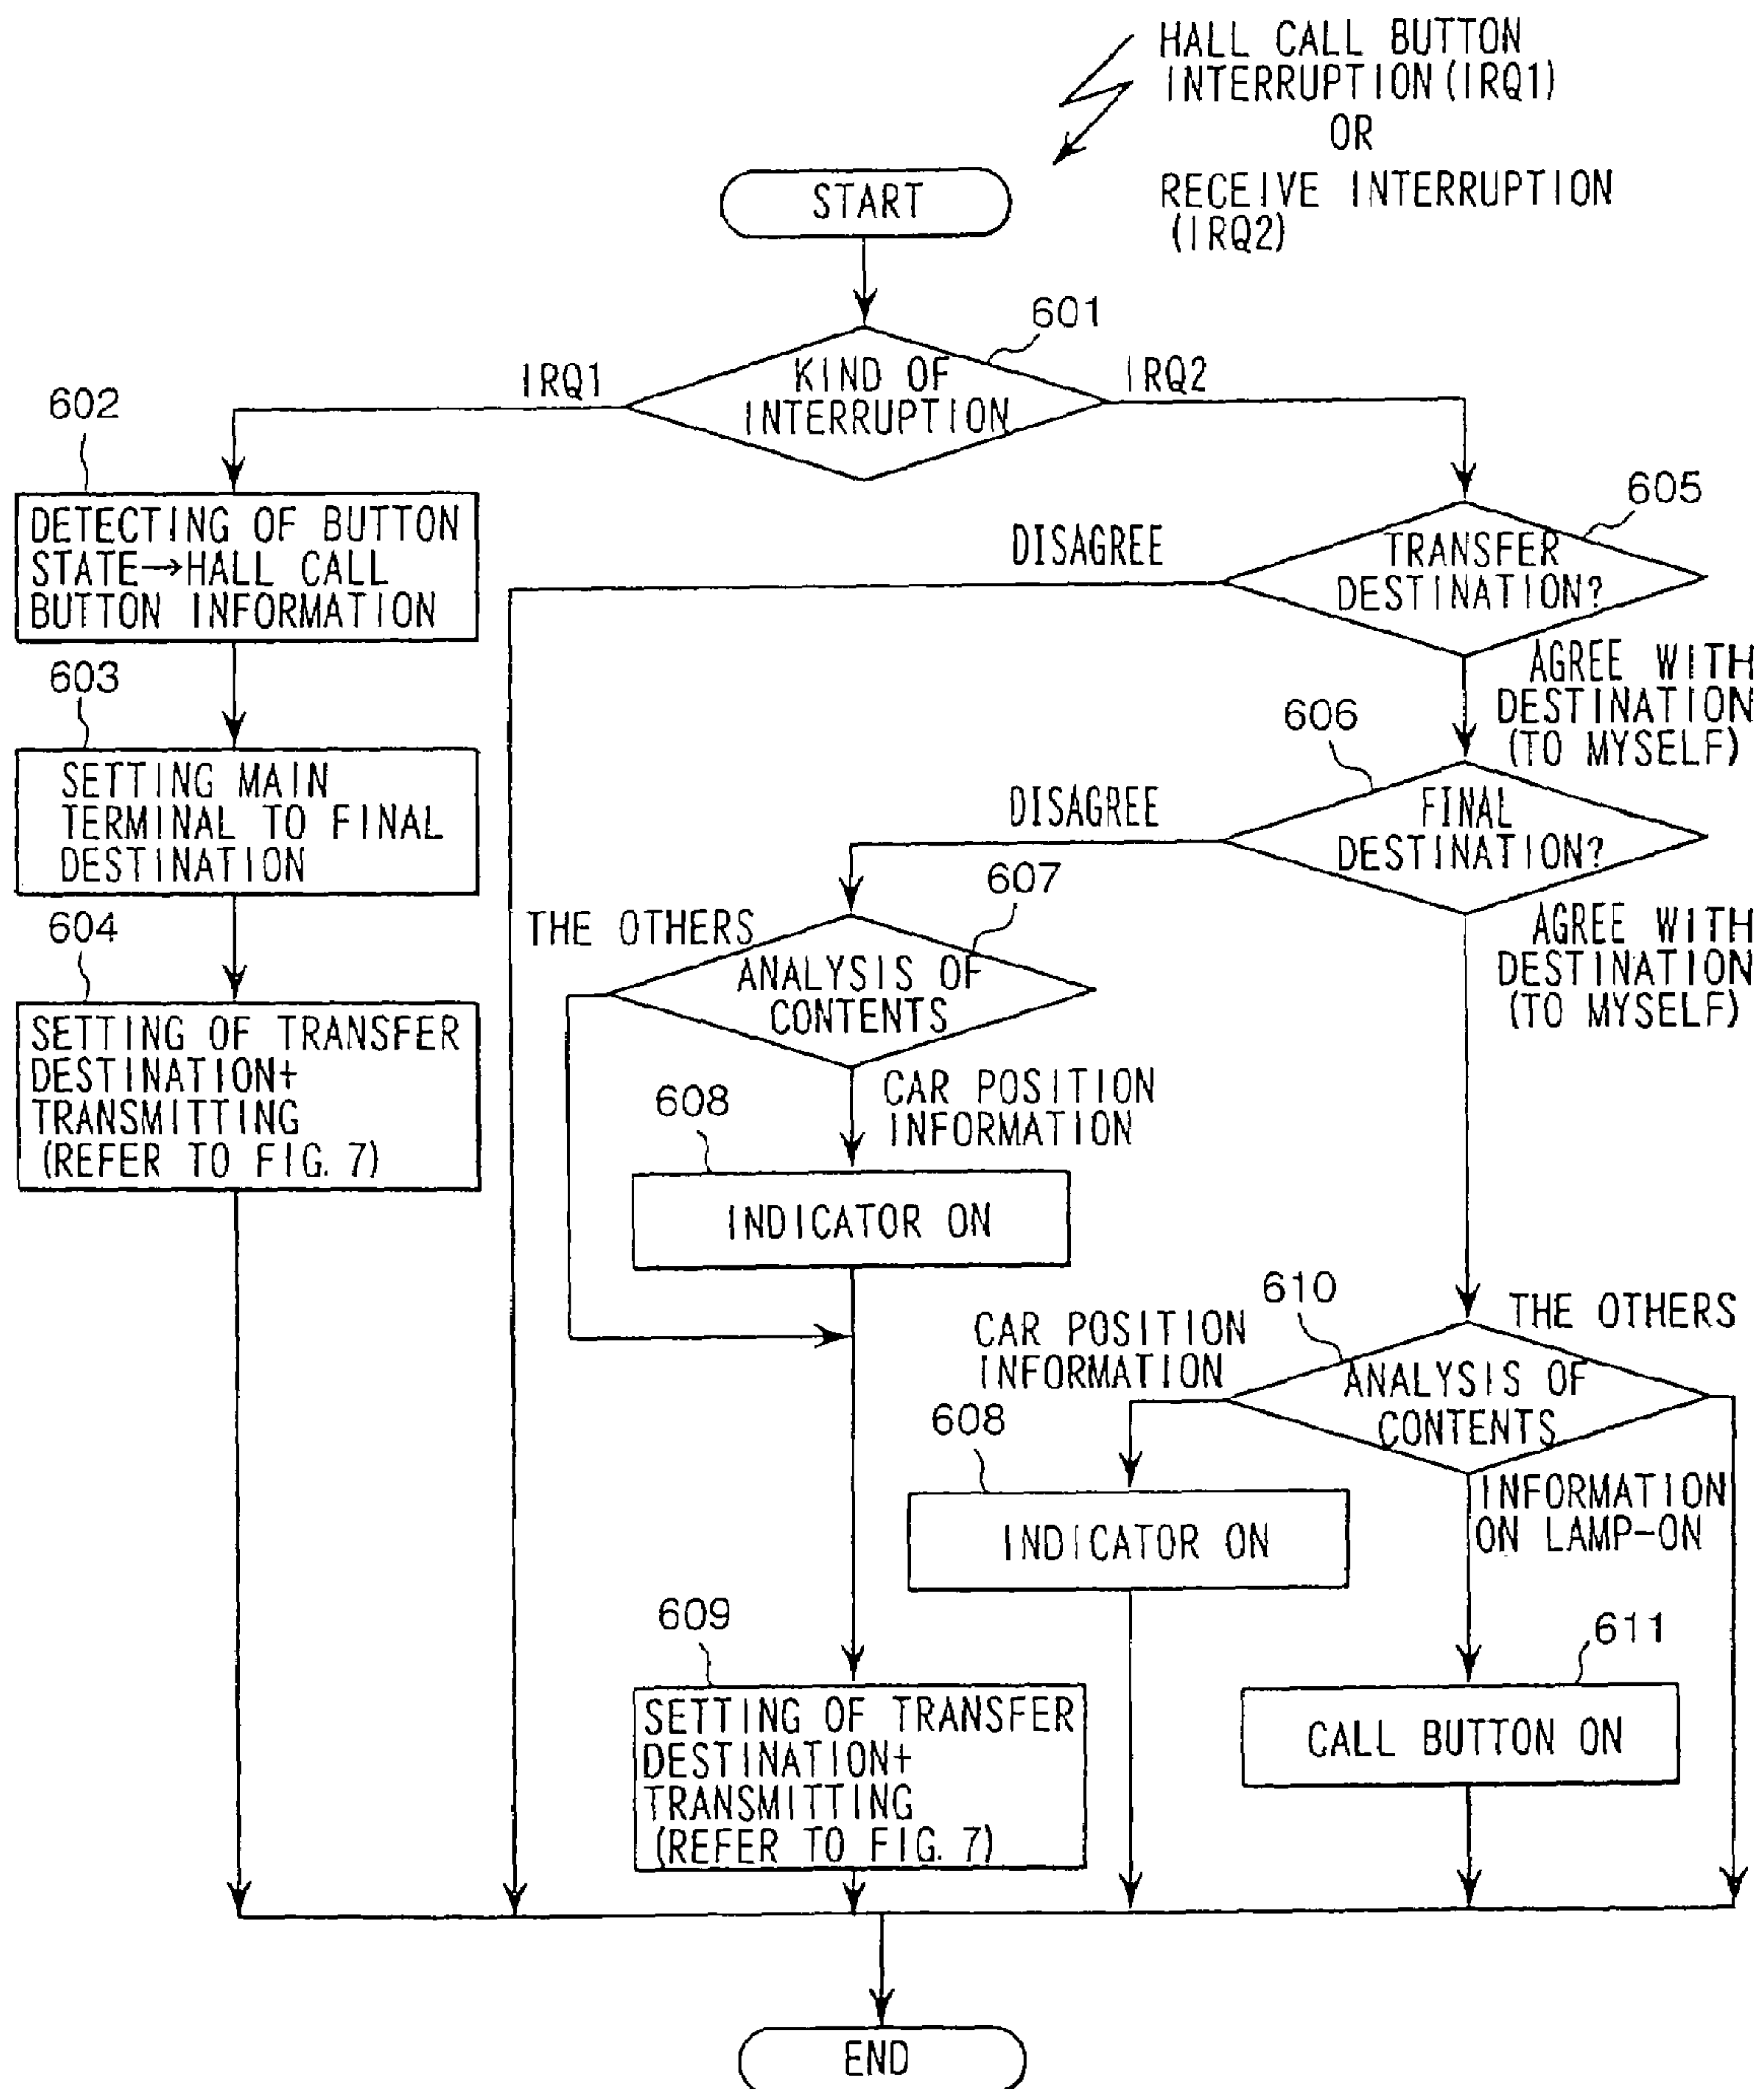 HALL CALL BUTTON
INTERRUPTION(IRQ1)
OR
RECEIVE INTERRUPTION
(IRQ2)
START
601
KIND OF
INTERRUPTION
IRQ1
IRQ2
602
DETECTING OF BUTTON
STATE→HALL CALL
BUTTON INFORMATION
603
SETTING MAIN
TERMINAL TO FINAL
DESTINATION
604
SETTING OF TRANSFER
DESTINATION+
TRANSMITTING
(REFER TO FIG. 7)
605
TRANSFER
DESTINATION?
DISAGREE
AGREE WITH
DESTINATION
(TO MYSELF)
606
FINAL
DESTINATION?
DISAGREE
AGREE WITH
DESTINATION
(TO MYSELF)
607
THE OTHERS
ANALYSIS OF
CONTENTS
CAR POSITION
INFORMATION
608
INDICATOR ON
609
SETTING OF TRANSFER
DESTINATION+
TRANSMITTING
(REFER TO FIG. 7)
610
THE OTHERS
CAR POSITION
INFORMATION
ANALYSIS OF
CONTENTS
608
INDICATOR ON
INFORMATION
ON LAMP-ON
611
CALL BUTTON ON
END